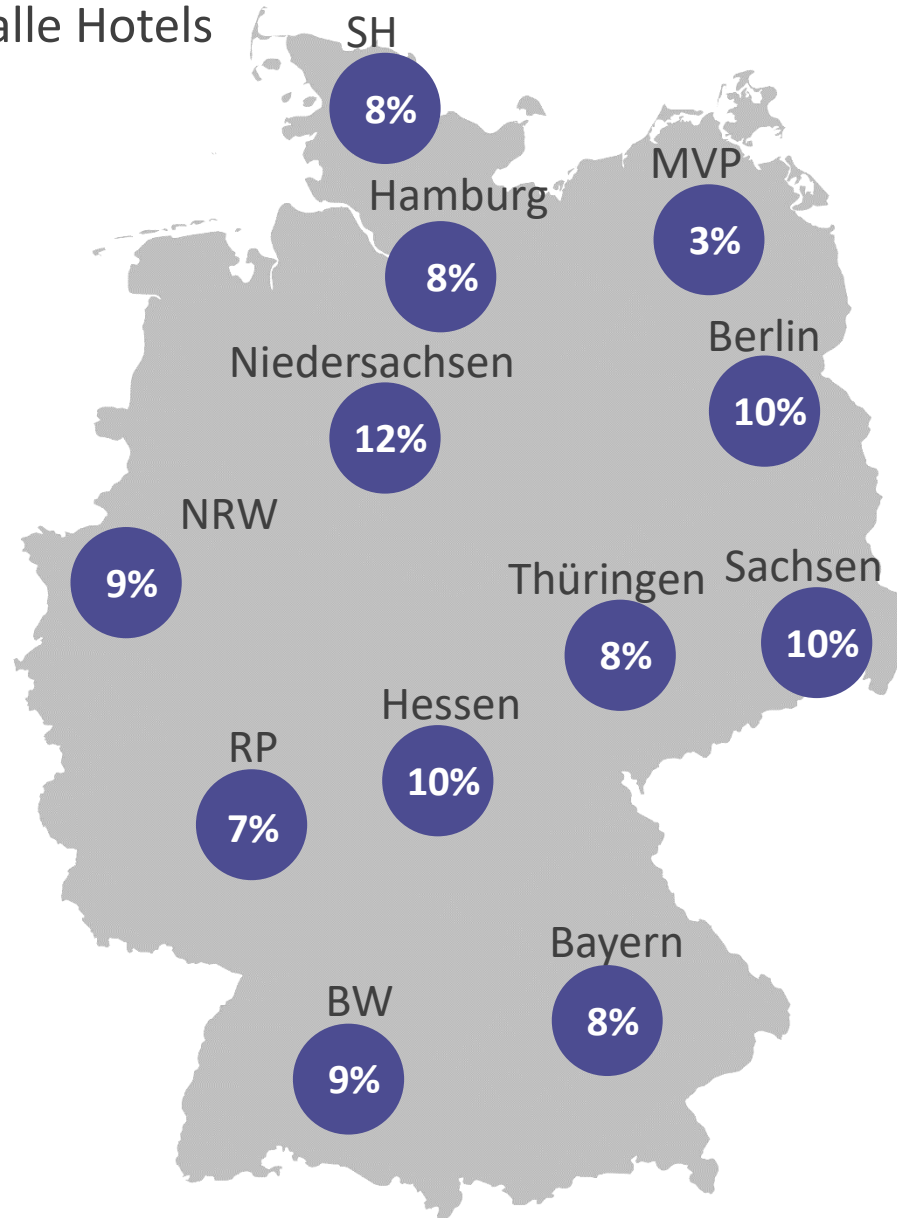 alle Hotels
SH
8%
MVP
3%
Hamburg
8%
Berlin
10%
Niedersachsen
12%
NRW
9%
Thüringen
8%
Sachsen
10%
Hessen
10%
RP
7%
Bayern
8%
BW
9%